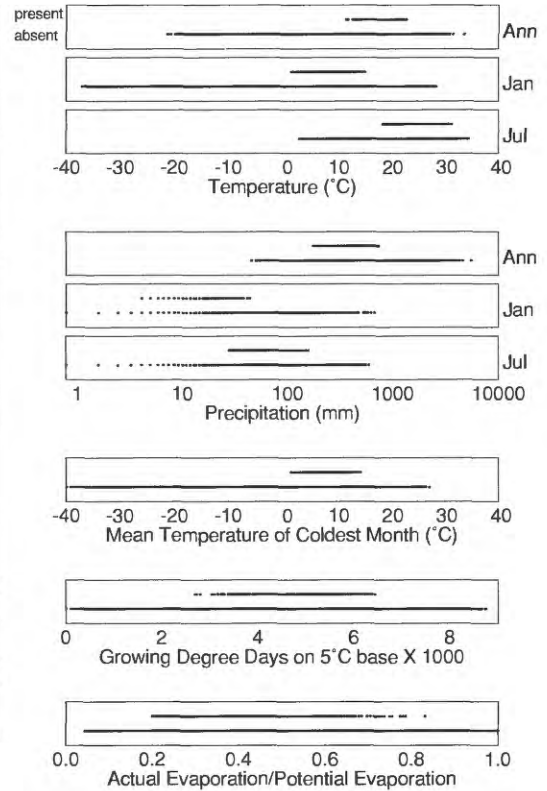 present
absent
Ann
Jan
Jul
-40 -30 -20 -10 0 10 20 30 40
Temperature (˚C)
Ann
Jan
Jul
1 10 100 1000 10000
Precipitation (mm)
-40 -30 -20 -10 0 10 20 30 40
Mean Temperature of Coldest Month (˚C)
0 2 4 6 8
Growing Degree Days on 5˚C base X 1000
0.0 0.2 0.4 0.6 0.8 1.0
Actual Evaporation/Potential Evaporation